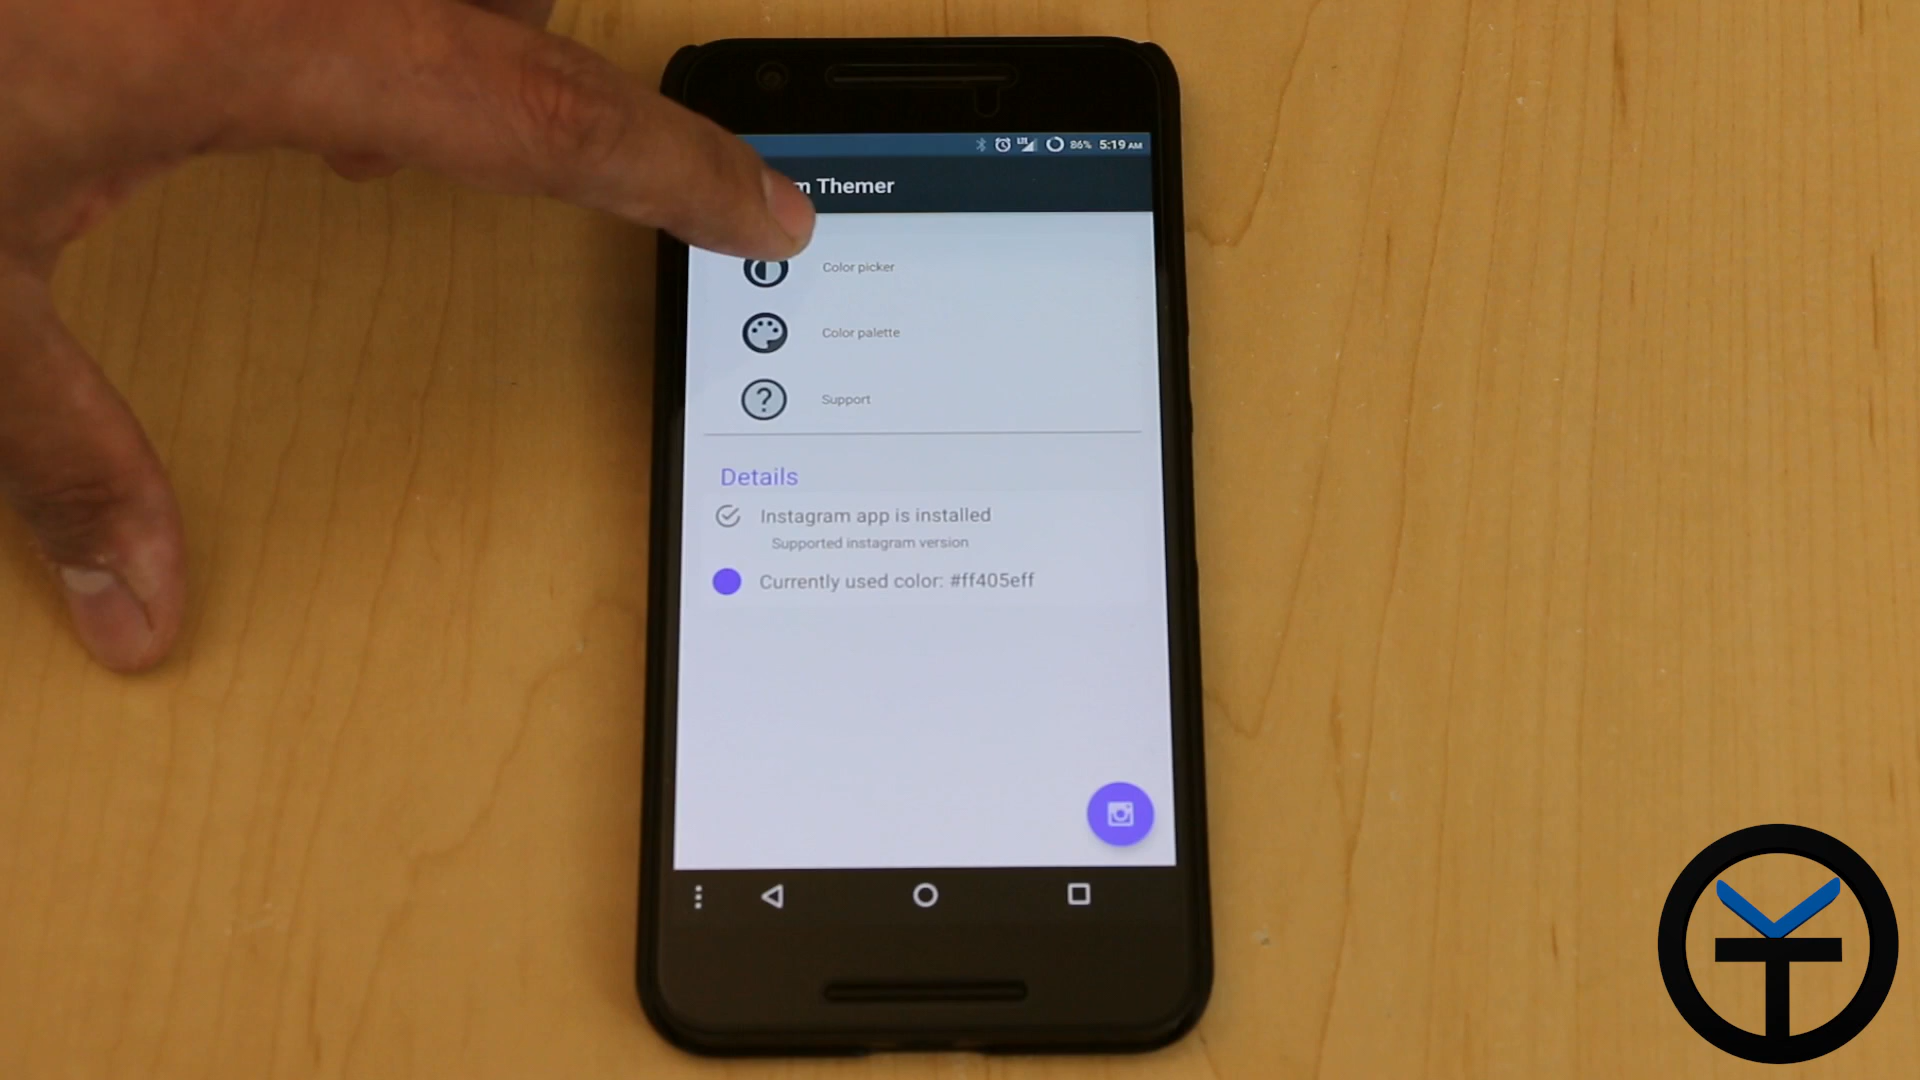 LTE 86% 5:19 AM
m Themer
Color picker
Color palette
Support
Details
Instagram app is installed
Supported instagram version
Currently used color: #ff405eff